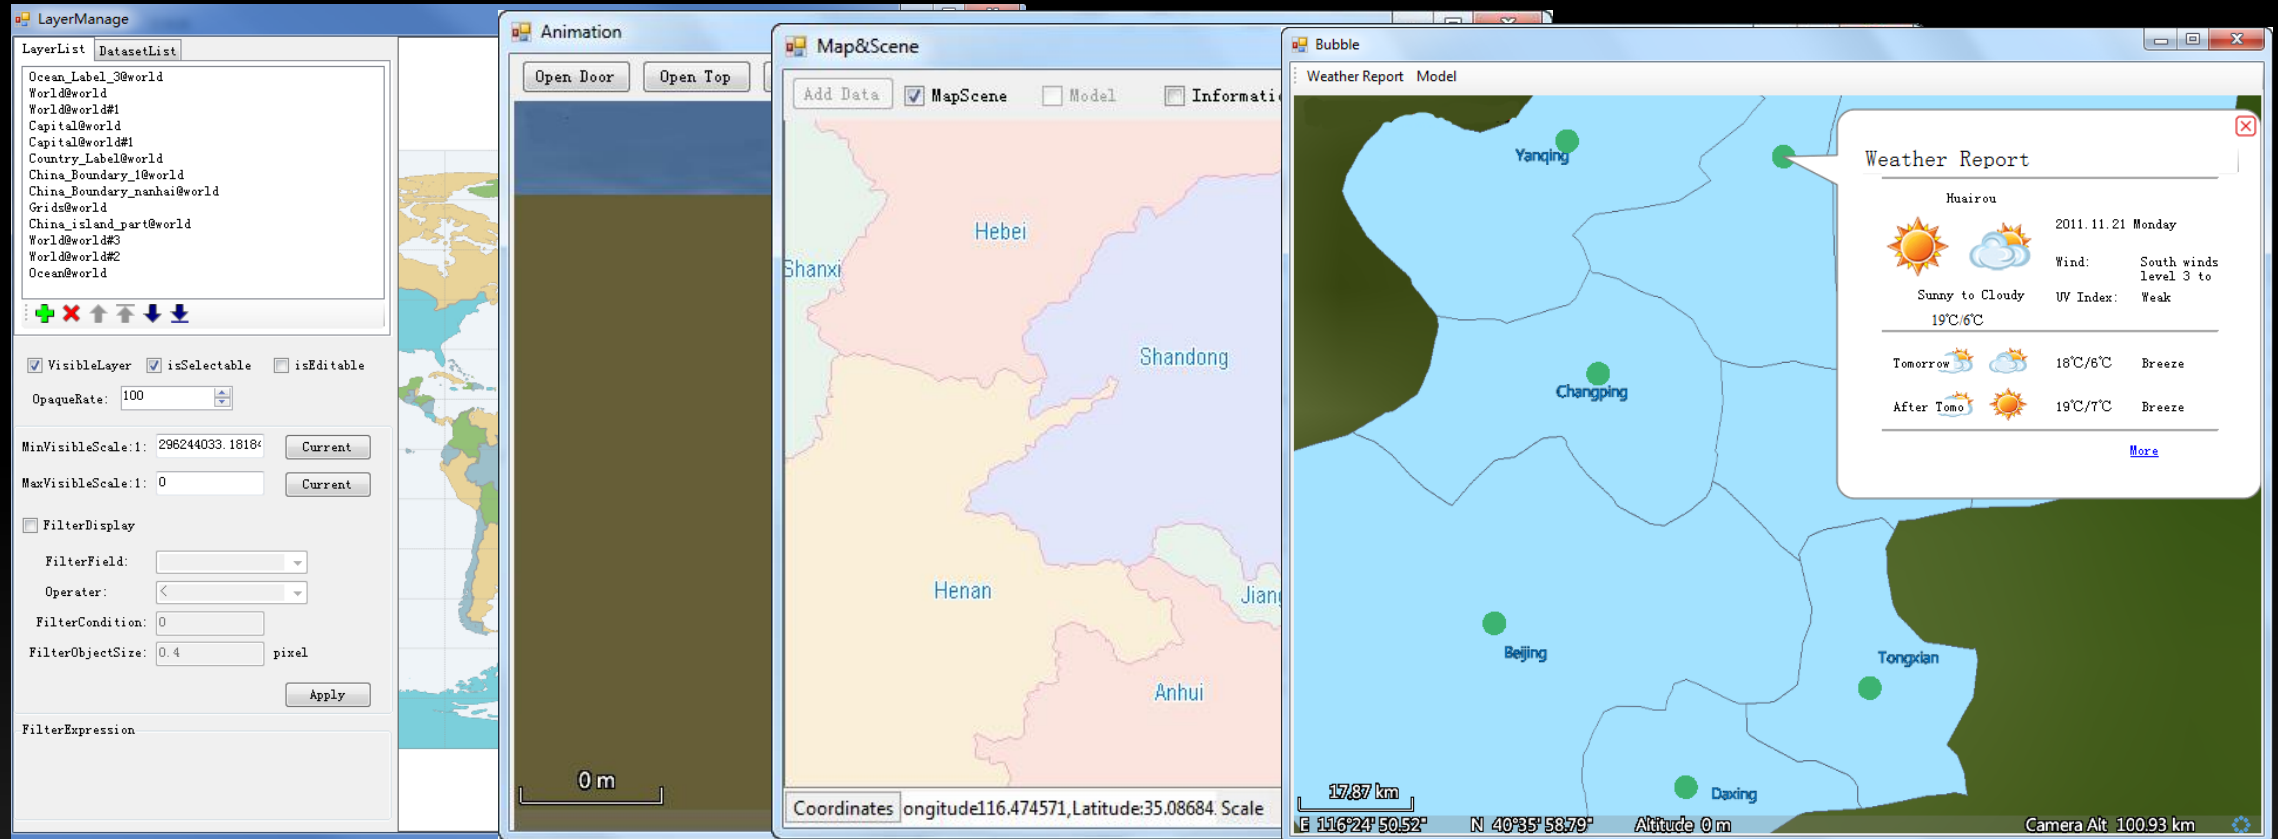 LayerManage
LayerList DatasetList
Ocean_Label_3@world
World@world
World@world#1
Capital@world
Capital@world#1
Country_Label@world
China_Boundary_1@world
China_Boundary_nanhai@world
Grids@world
China_island_part@world
World@world#3
World@world#2
Ocean@world
VisibleLayer isSelectable isEditable
OpaqueRate: 100
MinVisibleScale:1: 296244033.1818 Current
MaxVisibleScale:1: 0 Current
FilterDisplay
FilterField:
Operater: <
FilterCondition: 0
FilterObjectSize: 0.4 pixel
Apply
FilterExpression
Animation
Open Door Open Top
0 m
Map&Scene
Add Data MapScene Model Informati
Hebei
Shanxi
Shandong
Henan
Jiang
Anhui
Coordinates ongitude116.474571,Latitude:35.08684. Scale
Bubble
Weather Report Model
Yanqing
Changping
Beijing
Tongxian
Daxing
Weather Report
Huairou
2011.11.21 Monday
Wind: South winds
level 3 to
Sunny to Cloudy
UV Index: Weak
19℃/6℃
Tomorrow 18℃/6℃ Breeze
After Tomo 19℃/7℃ Breeze
More
17.87 km
E 116°24'50.52" N 40°35'58.79" Altitude 0 m Camera Alt 100.93 km